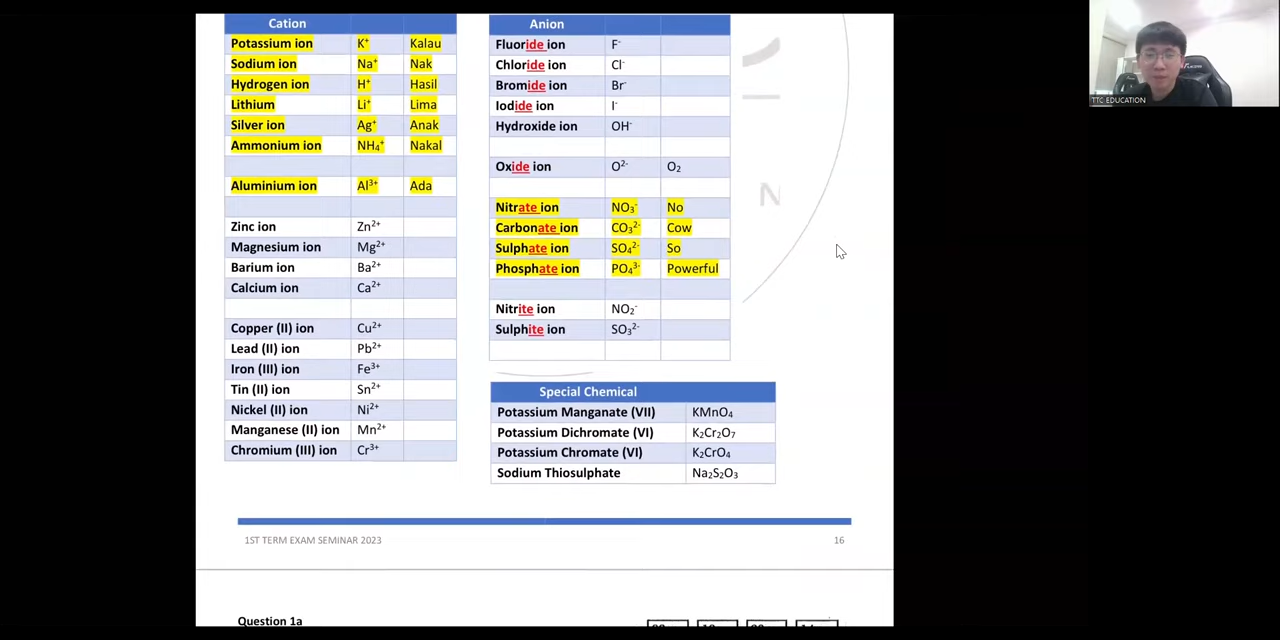 Cation
Potassium ion K⁺ Kalau
Sodium ion Na⁺ Nak
Hydrogen ion H⁺ Hasil
Lithium Li⁺ Lima
Silver ion Ag⁺ Anak
Ammonium ion NH₄⁺ Nakal
Aluminium ion Al³⁺ Ada
Zinc ion Zn²⁺
Magnesium ion Mg²⁺
Barium ion Ba²⁺
Calcium ion Ca²⁺
Copper (II) ion Cu²⁺
Lead (II) ion Pb²⁺
Iron (III) ion Fe³⁺
Tin (II) ion Sn²⁺
Nickel (II) ion Ni²⁺
Manganese (II) ion Mn²⁺
Chromium (III) ion Cr³⁺
Anion
Fluoride ion F⁻
Chloride ion Cl⁻
Bromide ion Br⁻
Iodide ion I⁻
Hydroxide ion OH⁻
Oxide ion O²⁻ O₂
Nitrate ion NO₃⁻ No
Carbonate ion CO₃²⁻ Cow
Sulphate ion SO₄²⁻ So
Phosphate ion PO₄³⁻ Powerful
Nitrite ion NO₂⁻
Sulphite ion SO₃²⁻
Special Chemical
Potassium Manganate (VII) KMnO₄
Potassium Dichromate (VI) K₂Cr₂O₇
Potassium Chromate (VI) K₂CrO₄
Sodium Thiosulphate Na₂S₂O₃
N
1ST TERM EXAM SEMINAR 2023 16
Question 1a
TTC EDUCATION